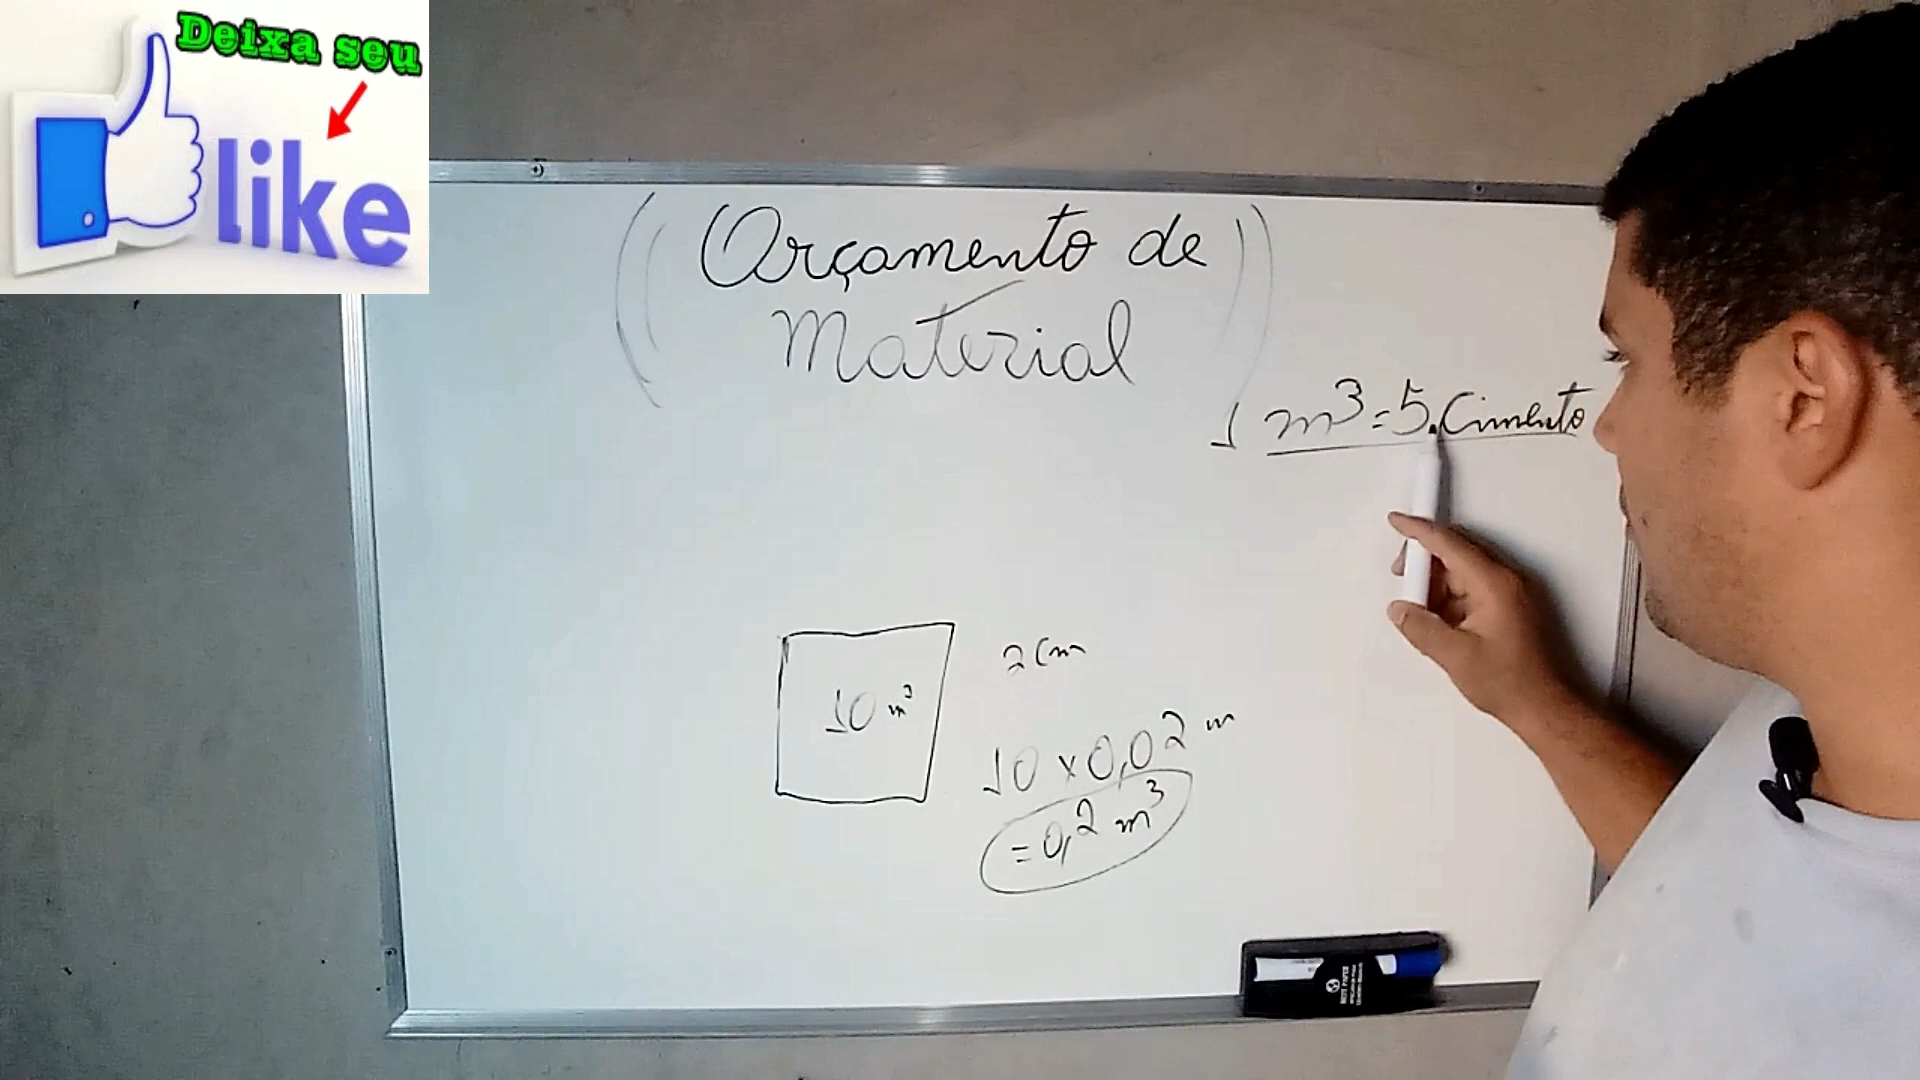 Deixa seu
like
Orçamento de
Material
1 m³ = 5 Cimento
10 m²
2 cm
10 x 0,02 m
= 0,2 m³